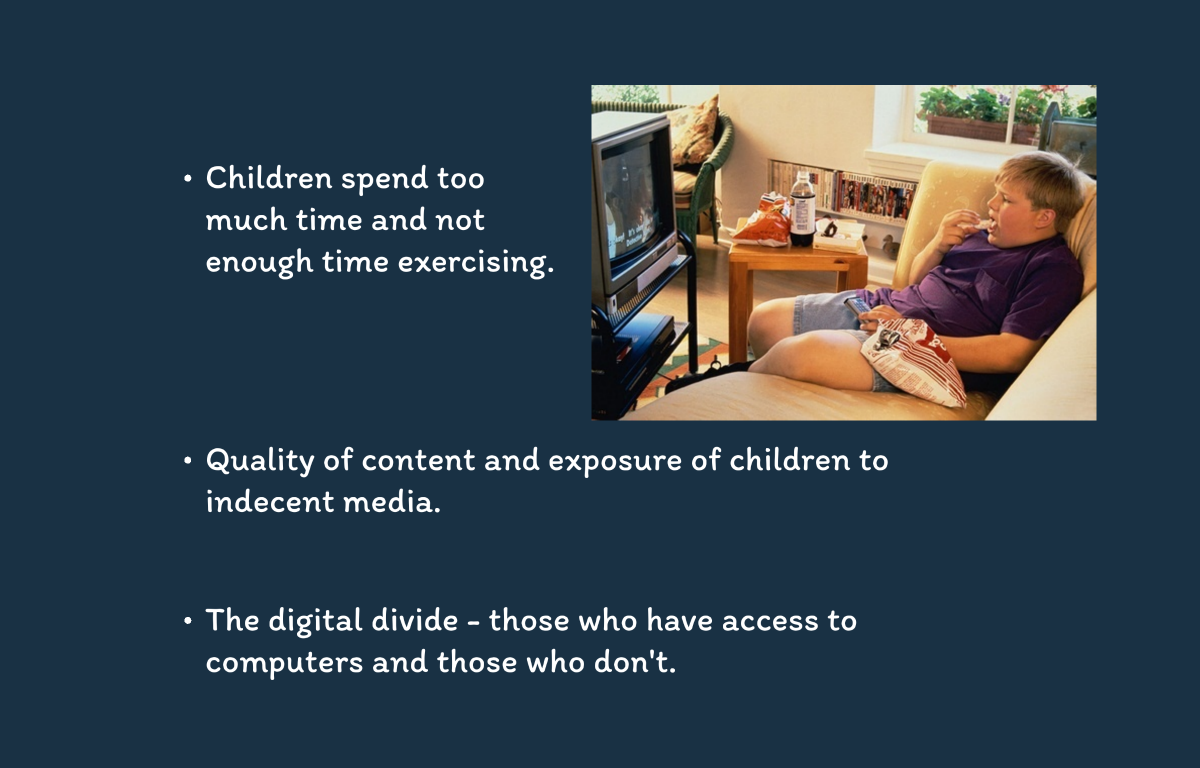 • Children spend too
much time and not
enough time exercising.
• Quality of content and exposure of children to
indecent media.
• The digital divide - those who have access to
computers and those who don't.